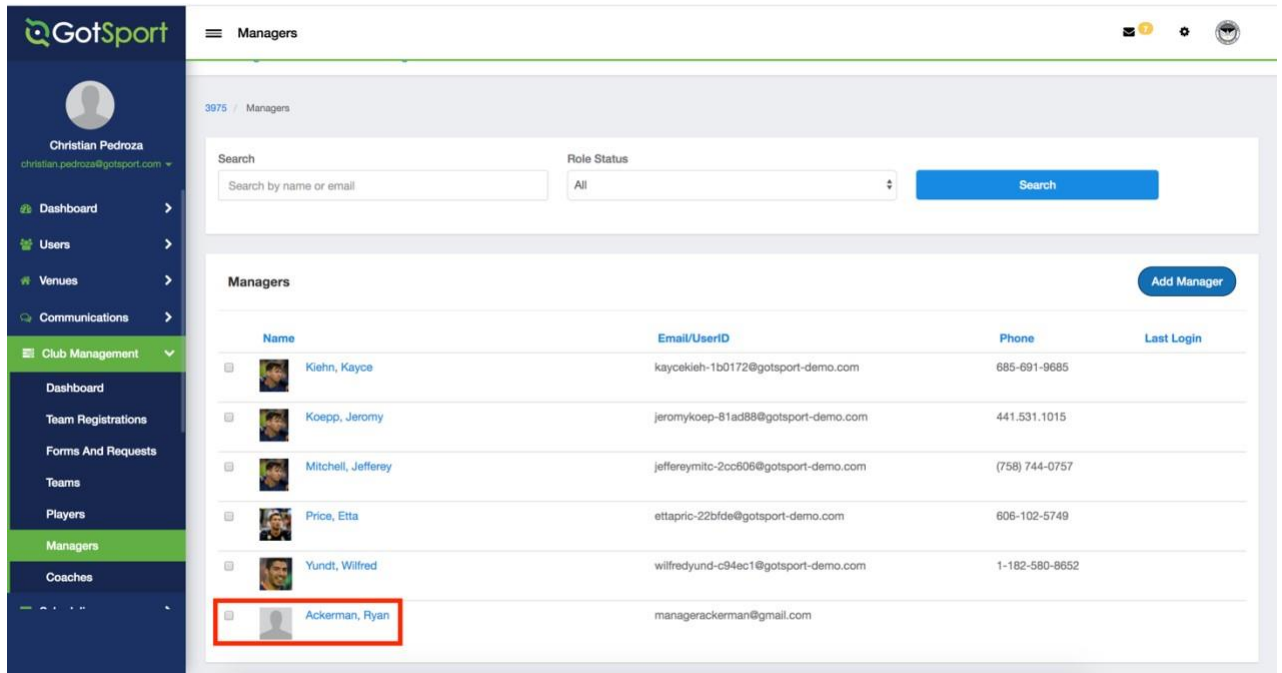 GotSport
Managers
7
Christian Pedroza
christian.pedroza@gotsport.com
3975 / Managers
Search
Role Status
Search by name or email
All
Search
Dashboard
Users
Venues
Communications
Club Management
Dashboard
Team Registrations
Forms And Requests
Teams
Players
Managers
Coaches
Managers
Add Manager
Name Email/UserID Phone Last Login
Kiehn, Kayce kaycekieh-1b0172@gotsport-demo.com 685-691-9685
Koepp, Jeromy jeromykoep-81ad88@gotsport-demo.com 441.531.1015
Mitchell, Jefferey jeffereymitc-2cc606@gotsport-demo.com (758) 744-0757
Price, Etta ettapric-22bfde@gotsport-demo.com 606-102-5749
Yundt, Wilfred wilfredyund-c94ec1@gotsport-demo.com 1-182-580-8652
Ackerman, Ryan managerackerman@gmail.com